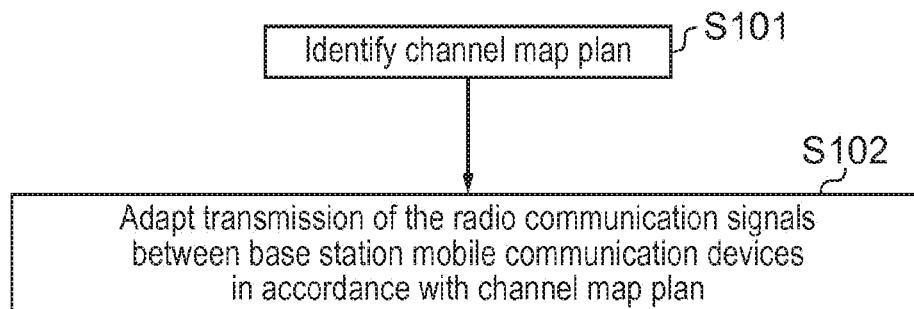 S101
Identify channel map plan
S102
Adapt transmission of the radio communication signals
between base station mobile communication devices
in accordance with channel map plan